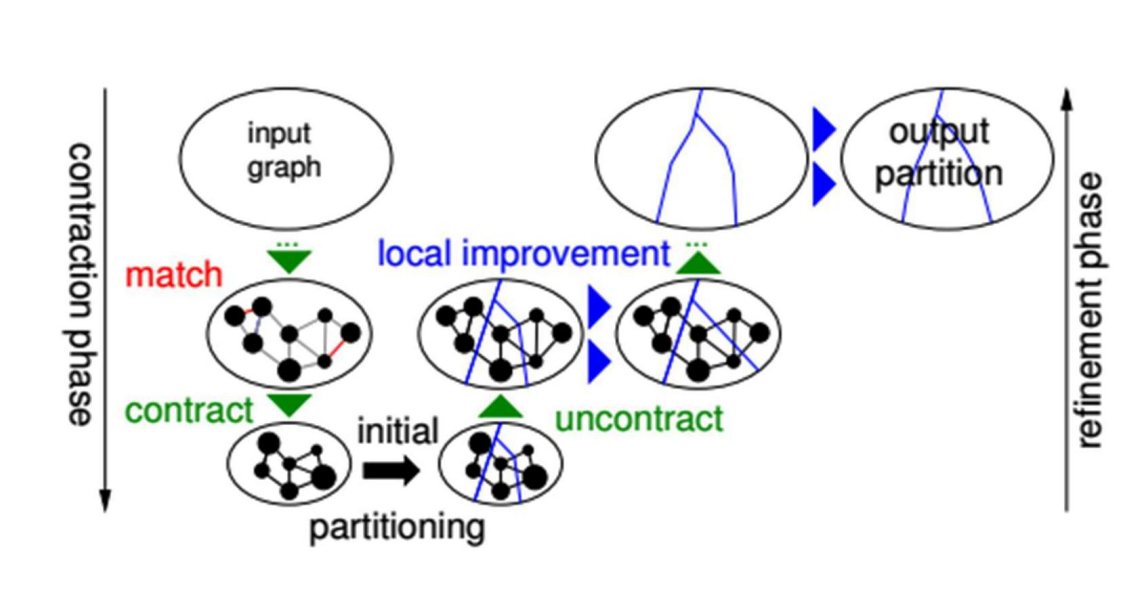 contraction phase
input
graph
...
match
contract
initial
partitioning
local improvement
...
uncontract
output
partition
refinement phase